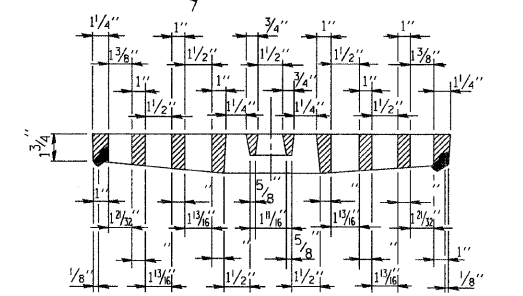 7
1 1/4" 1" 3/4" 1" 1 1/4"
1 3/8" 1 1/2" 1 1/2" 1 1/2" 1 3/8"
1" 1" 3/4" 1" 1 1/4"
1 1/2" 1 1/4" 1 1/4" 1 1/2"
1 3/4"
1" " 5/8" " " 
1 21/32" 1 13/16" 1 11/16" 1 13/16" 1 21/32"
" " 5/8" " 1"
1/8" 1 13/16" 1 1/2" 1 1/2" 1 13/16" 1/8"